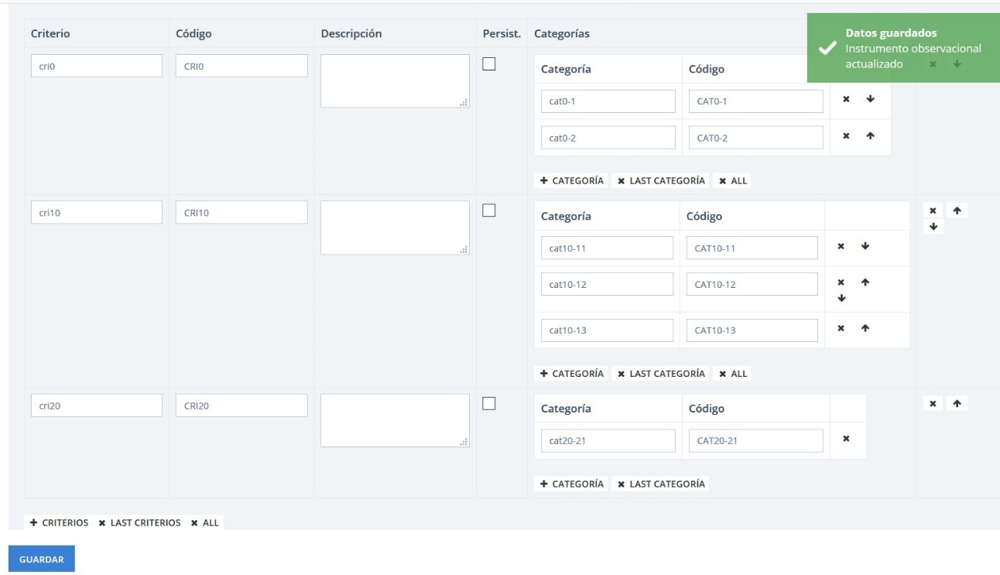 Criterio Código Descripción Persist. Categorías
Datos guardados
Instrumento observacional
actualizado
cri0 CRI0
Categoría Código
cat0-1 CAT0-1
cat0-2 CAT0-2
+ CATEGORÍA × LAST CATEGORÍA × ALL
cri10 CRI10
Categoría Código
cat10-11 CAT10-11
cat10-12 CAT10-12
cat10-13 CAT10-13
+ CATEGORÍA × LAST CATEGORÍA × ALL
cri20 CRI20
Categoría Código
cat20-21 CAT20-21
+ CATEGORÍA × LAST CATEGORÍA
+ CRITERIOS × LAST CRITERIOS × ALL
GUARDAR